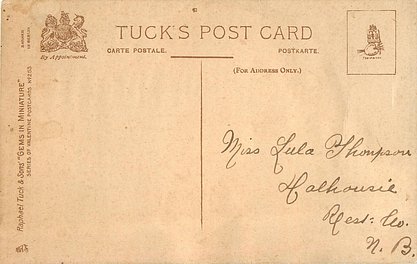 TUCK'S POST CARD
CARTE POSTALE.
POSTKARTE.
By Appointment.
(FOR ADDRESS ONLY.)
Raphael Tuck & Sons' "GEMS IN MINIATURE"
SERIES OF VALENTINE POSTCARDS
Miss Lula Thompson
Dalhousie
Rest. Co.
N. B.